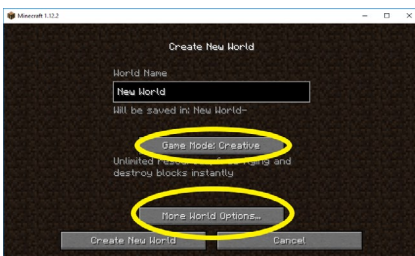 Minecraft 1.12.2
Create New World
World Name
New World
Will be saved in: New World-
Game Mode: Creative
Unlimited resources, free flying and
destroy blocks instantly
More World Options...
Create New World
Cancel